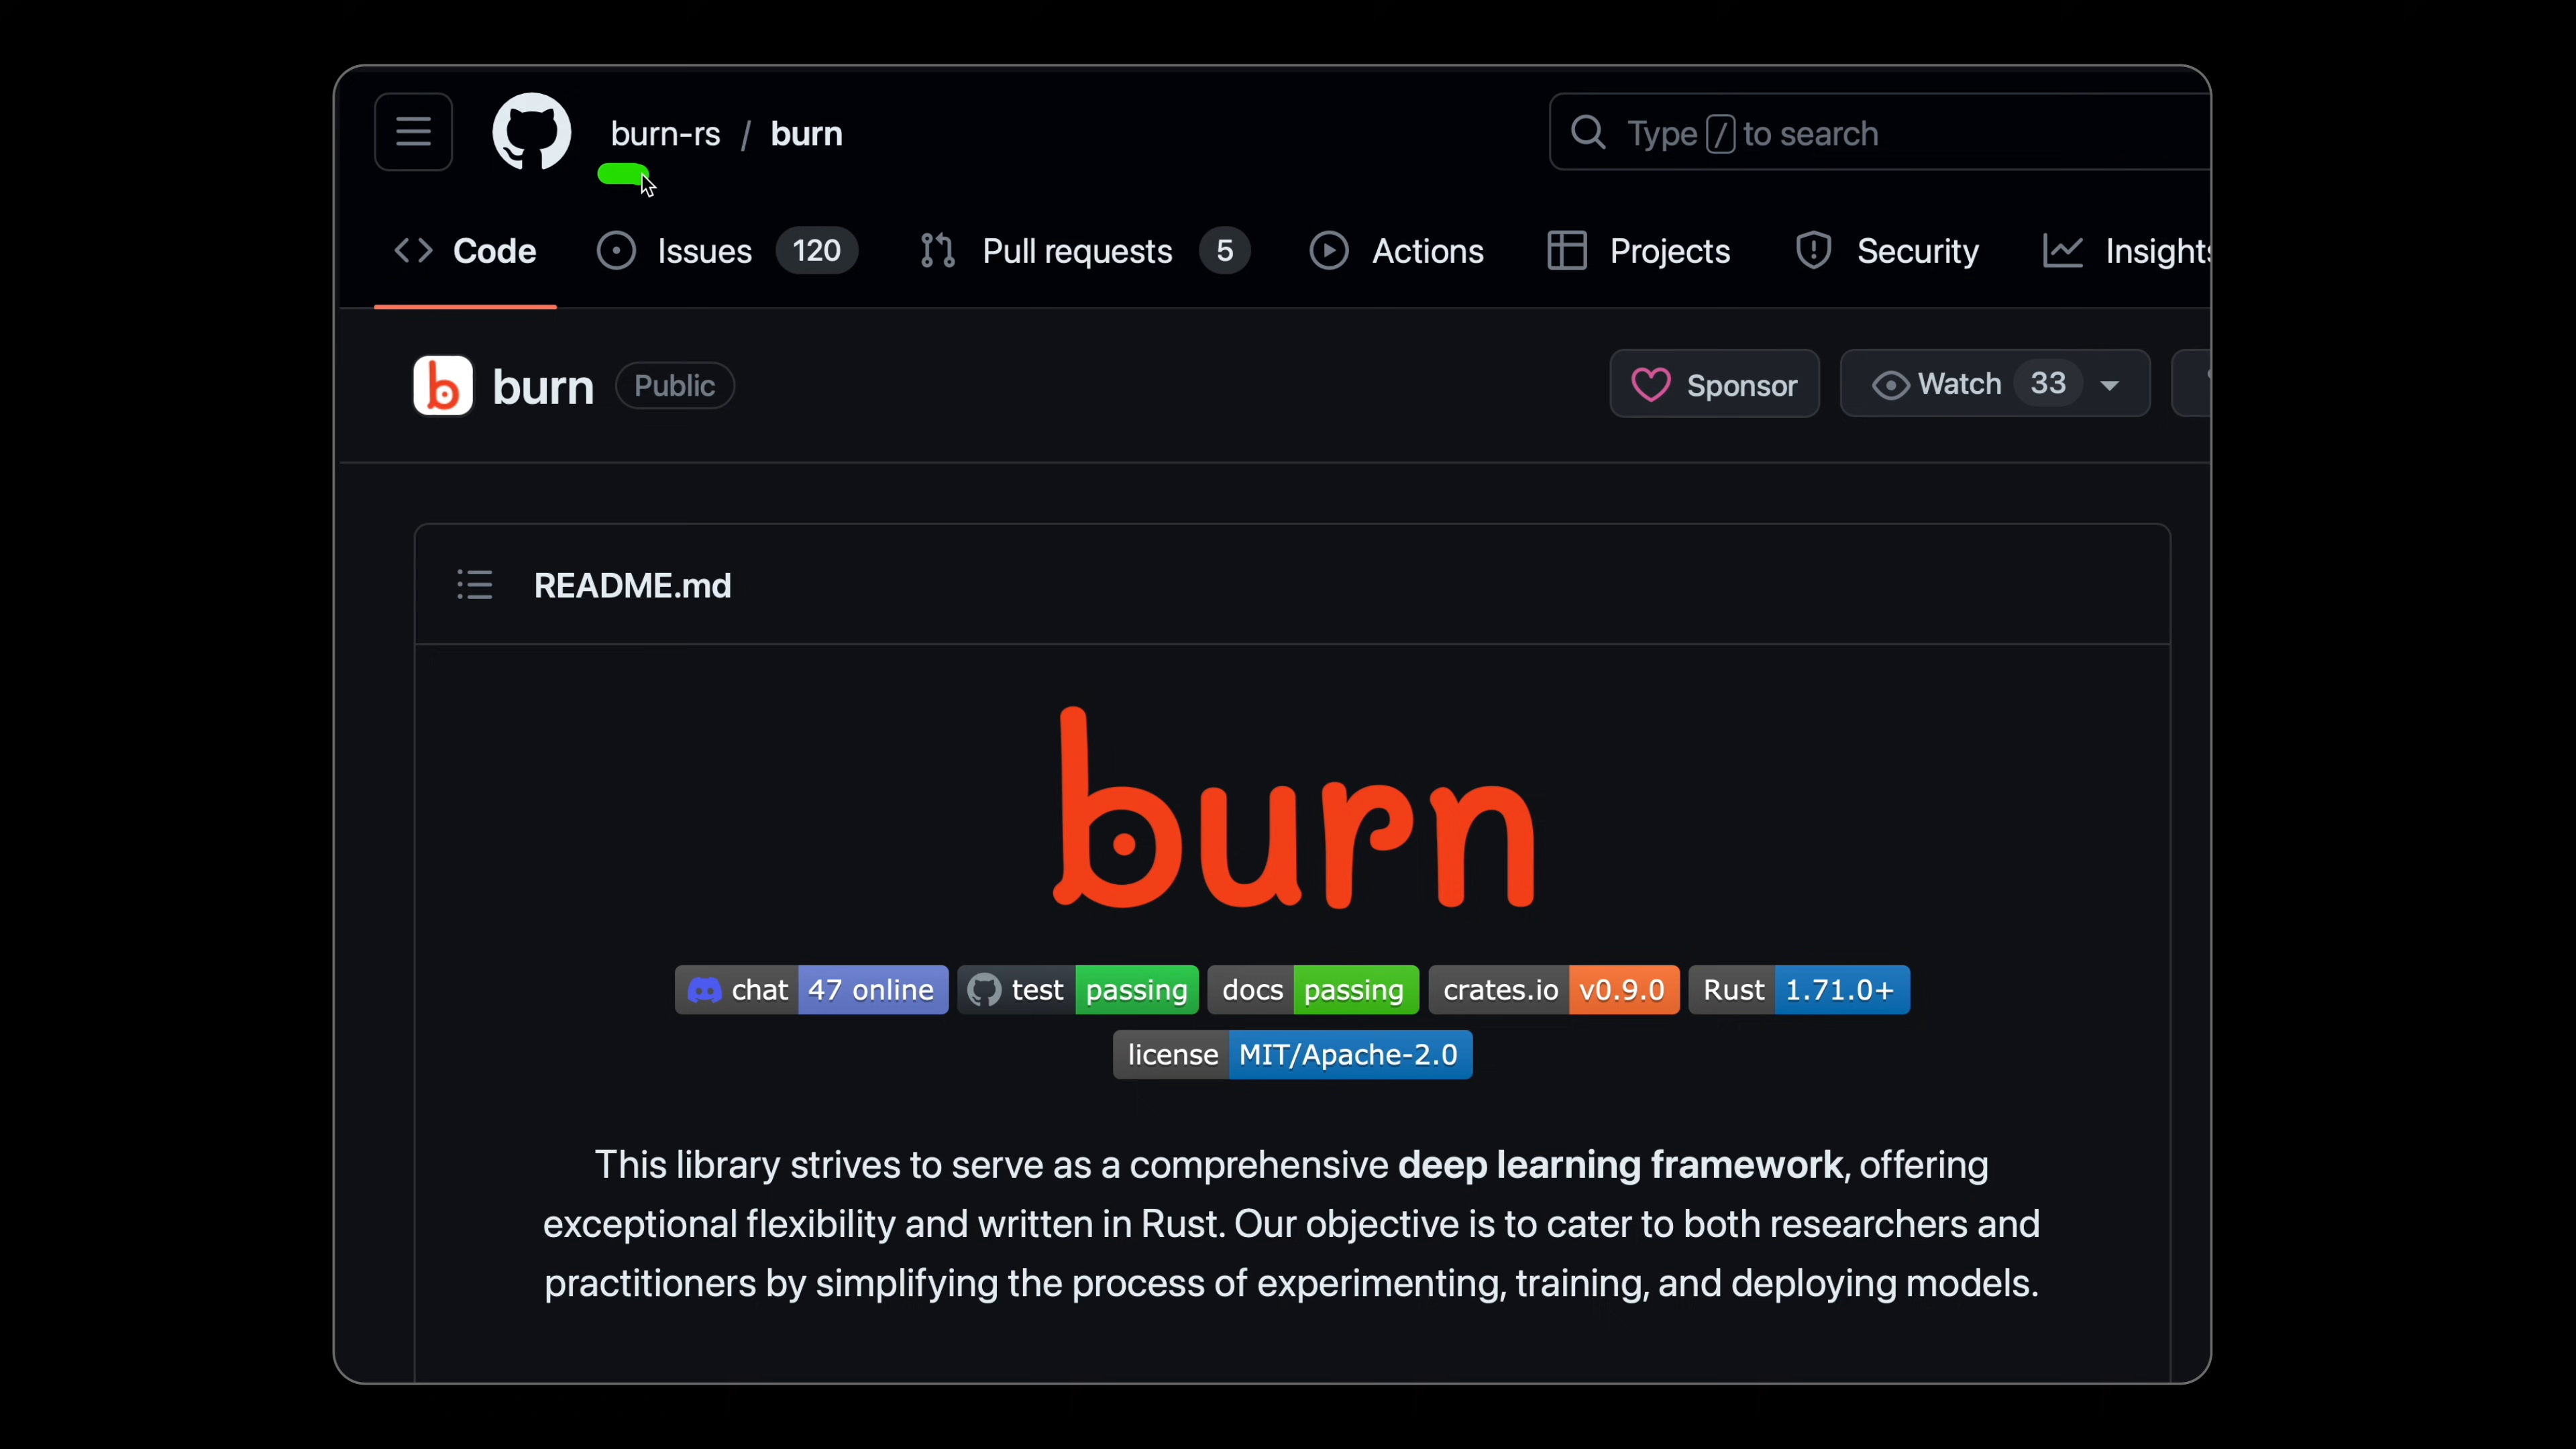 burn-rs / burn
Type / to search
Code Issues 120 Pull requests 5 Actions Projects Security Insights
burn Public
Sponsor Watch 33
README.md
burn
chat 47 online test passing docs passing crates.io v0.9.0 Rust 1.71.0+
license MIT/Apache-2.0
This library strives to serve as a comprehensive deep learning framework, offering
exceptional flexibility and written in Rust. Our objective is to cater to both researchers and
practitioners by simplifying the process of experimenting, training, and deploying models.